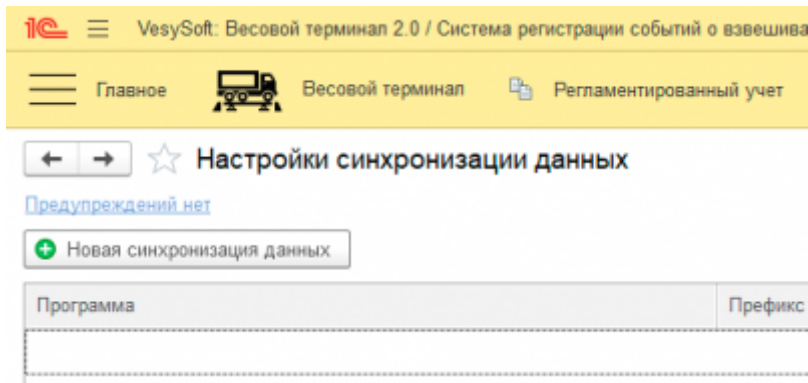 1С VesySoft: Весовой терминал 2.0 / Система регистрации событий о взвешива
Главное Весовой терминал Регламентированный учет
Настройки синхронизации данных
Предупреждений нет
Новая синхронизация данных
Программа Префикс